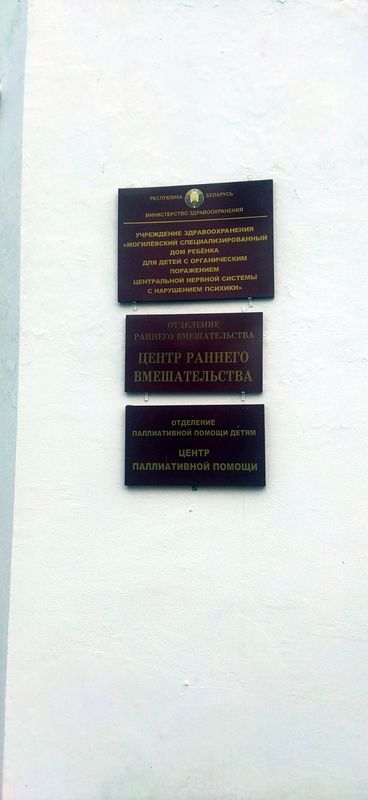 РЕСПУБЛИКА БЕЛАРУСЬ
МИНИСТЕРСТВО ЗДРАВООХРАНЕНИЯ
УЧРЕЖДЕНИЕ ЗДРАВООХРАНЕНИЯ
«МОГИЛЁВСКИЙ СПЕЦИАЛИЗИРОВАННЫЙ
ДОМ РЕБЁНКА
ДЛЯ ДЕТЕЙ С ОРГАНИЧЕСКИМ
ПОРАЖЕНИЕМ
ЦЕНТРАЛЬНОЙ НЕРВНОЙ СИСТЕМЫ
С НАРУШЕНИЕМ ПСИХИКИ»
ОТДЕЛЕНИЕ
РАННЕГО ВМЕШАТЕЛЬСТВА
ЦЕНТР РАННЕГО
ВМЕШАТЕЛЬСТВА
ОТДЕЛЕНИЕ
ПАЛЛИАТИВНОЙ ПОМОЩИ ДЕТЯМ
ЦЕНТР
ПАЛЛИАТИВНОЙ ПОМОЩИ